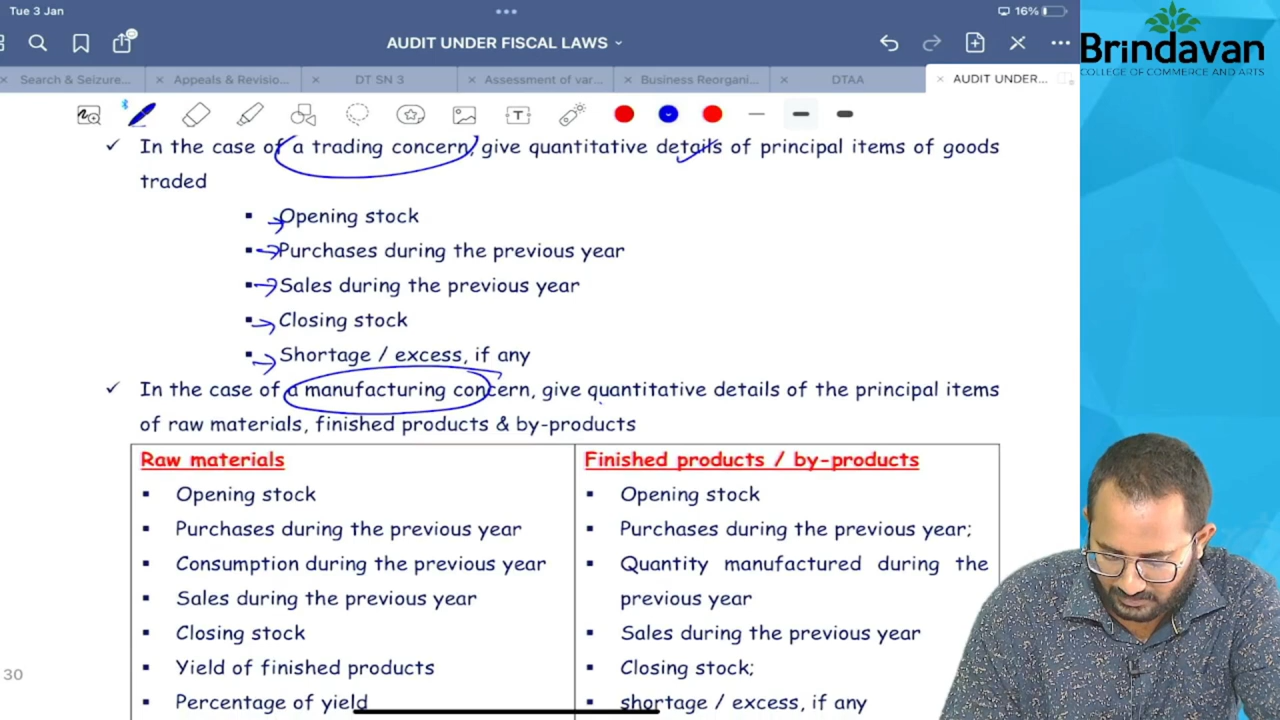 Tue 3 Jan
16%
AUDIT UNDER FISCAL LAWS
Brindavan
COLLEGE OF COMMERCE AND ARTS
Search & Seizure...
Appeals & Revisio...
DT SN 3
Assessment of var...
Business Reorgani...
DTAA
AUDIT UNDER...
✓ In the case of a trading concern, give quantitative details of principal items of goods
traded
▪ Opening stock
▪ Purchases during the previous year
▪ Sales during the previous year
▪ Closing stock
▪ Shortage / excess, if any
✓ In the case of a manufacturing concern, give quantitative details of the principal items
of raw materials, finished products & by-products
Raw materials
▪ Opening stock
▪ Purchases during the previous year
▪ Consumption during the previous year
▪ Sales during the previous year
▪ Closing stock
▪ Yield of finished products
▪ Percentage of yield
Finished products / by-products
▪ Opening stock
▪ Purchases during the previous year;
▪ Quantity manufactured during the
previous year
▪ Sales during the previous year
▪ Closing stock;
▪ shortage / excess, if any
30